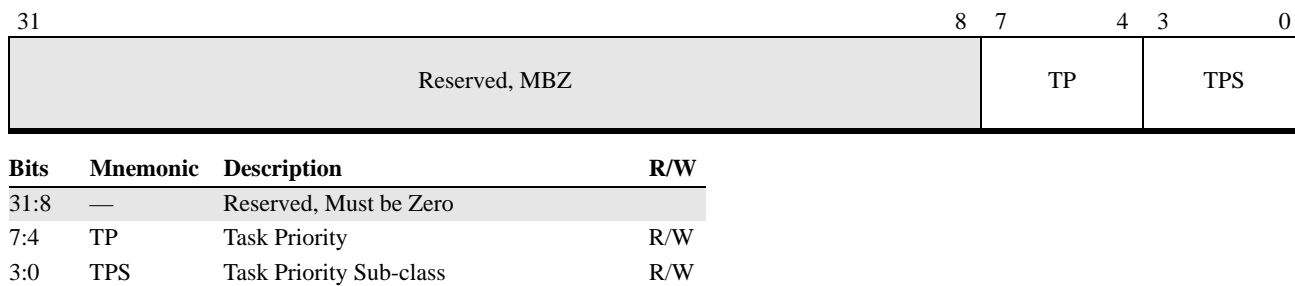 31 8 7 4 3 0
Reserved, MBZ TP TPS
Bits Mnemonic Description R/W
31:8 — Reserved, Must be Zero
7:4 TP Task Priority R/W
3:0 TPS Task Priority Sub-class R/W